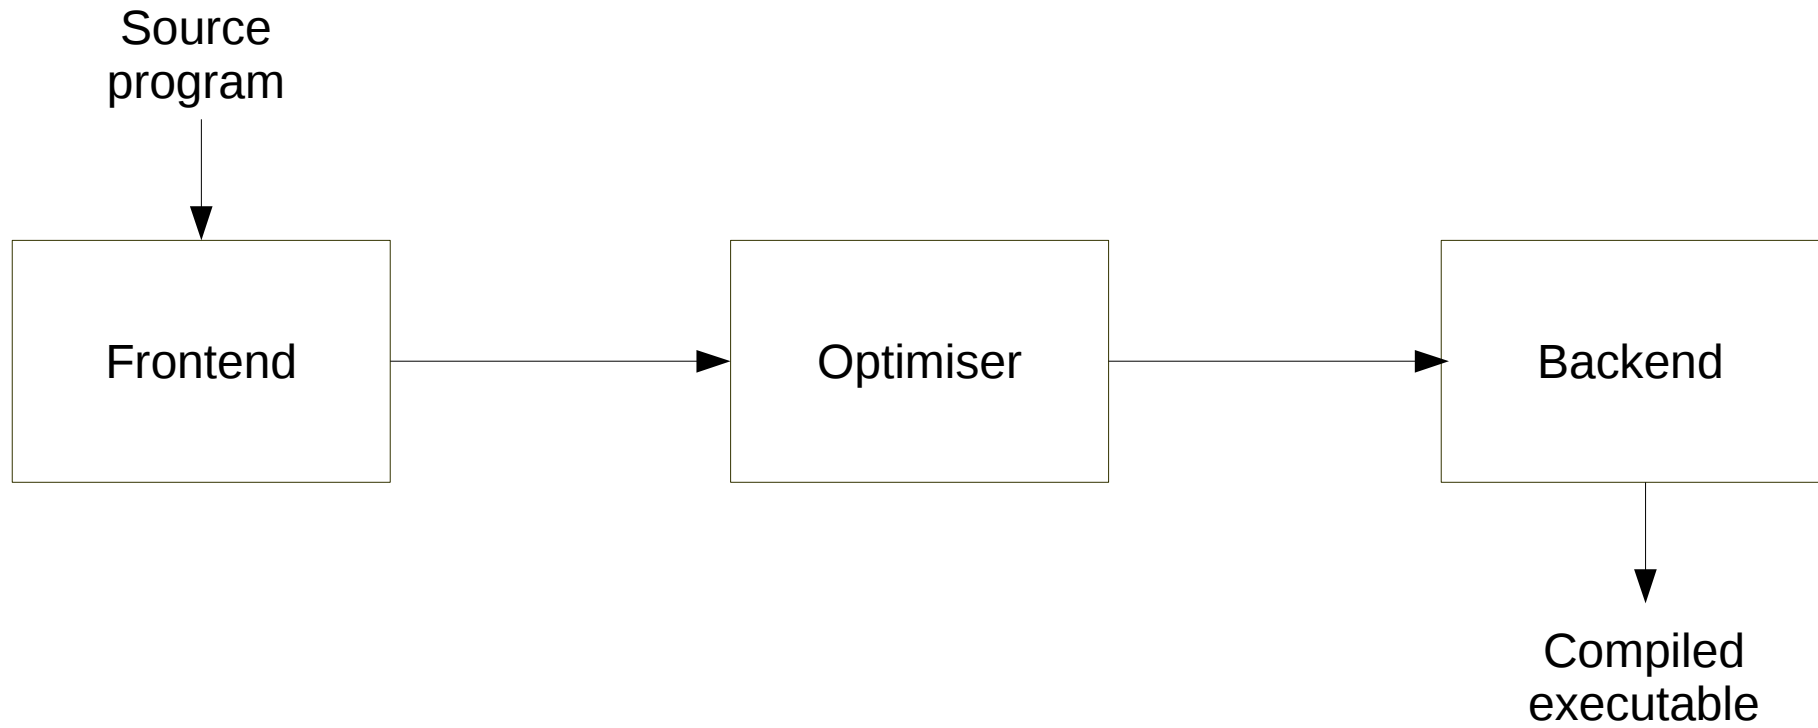 Source
program
Frontend
Optimiser
Backend
Compiled
executable